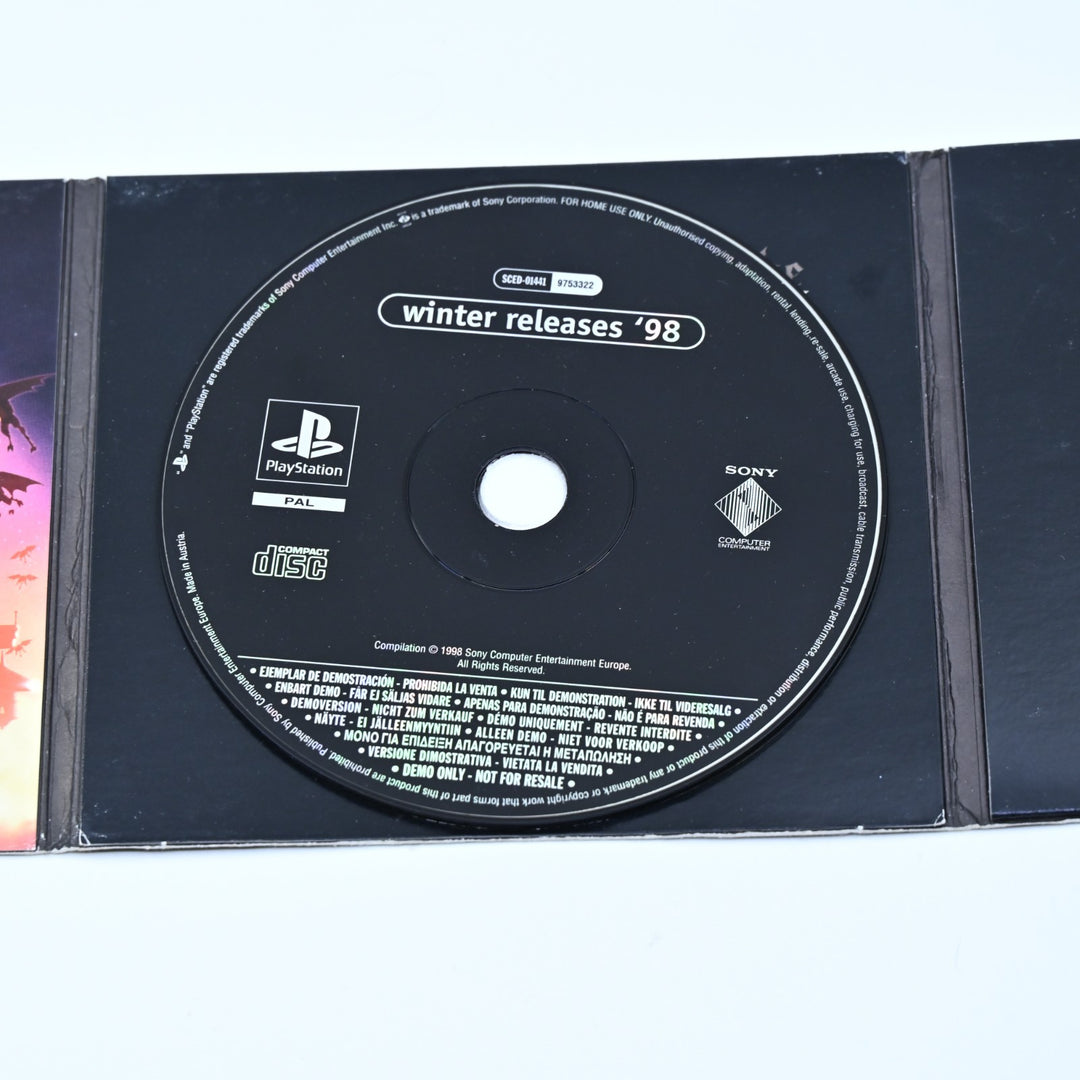 SCED-01441 9753322
winter releases '98
PlayStation
PAL
COMPACT
disc
SONY
COMPUTER
ENTERTAINMENT
Compilation © 1998 Sony Computer Entertainment Europe.
All Rights Reserved.
• EJEMPLAR DE DEMOSTRACIÓN - PROHIBIDA LA VENTA • KUN TIL DEMONSTRATION - IKKE TIL VIDERESALG •
ENBART DEMO - FÅR EJ SÄLJAS VIDARE • APENAS PARA DEMONSTRAÇÃO - NÃO É PARA REVENDA •
DEMOVERSION - NICHT ZUM VERKAUF • DÉMO UNIQUEMENT - REVENTE INTERDITE •
NÄYTE - EI JÄLLEENMYYNTIIN • ALLEEN DEMO - NIET VOOR VERKOOP •
• ΜΟΝΟ ΓΙΑ ΕΠΙΔΕΙΞΗ ΑΠΑΓΟΡΕΥΕΤΑΙ Η ΜΕΤΑΠΩΛΗΣΗ •
• VERSIONE DIMOSTRATIVA - VIETATA LA VENDITA •
• DEMO ONLY - NOT FOR RESALE •
" " and "PlayStation" are registered trademarks of Sony Computer Entertainment Inc. is a trademark of Sony Corporation. FOR HOME USE ONLY. Unauthorised copying, adaptation, rental, lending, re-sale, arcade use, charging for use, broadcast, cable transmission, public performance, distribution or extraction of this product or any trademark or copyright work that forms part of this product are prohibited. Published by Sony Computer Entertainment Europe. Made in Austria.